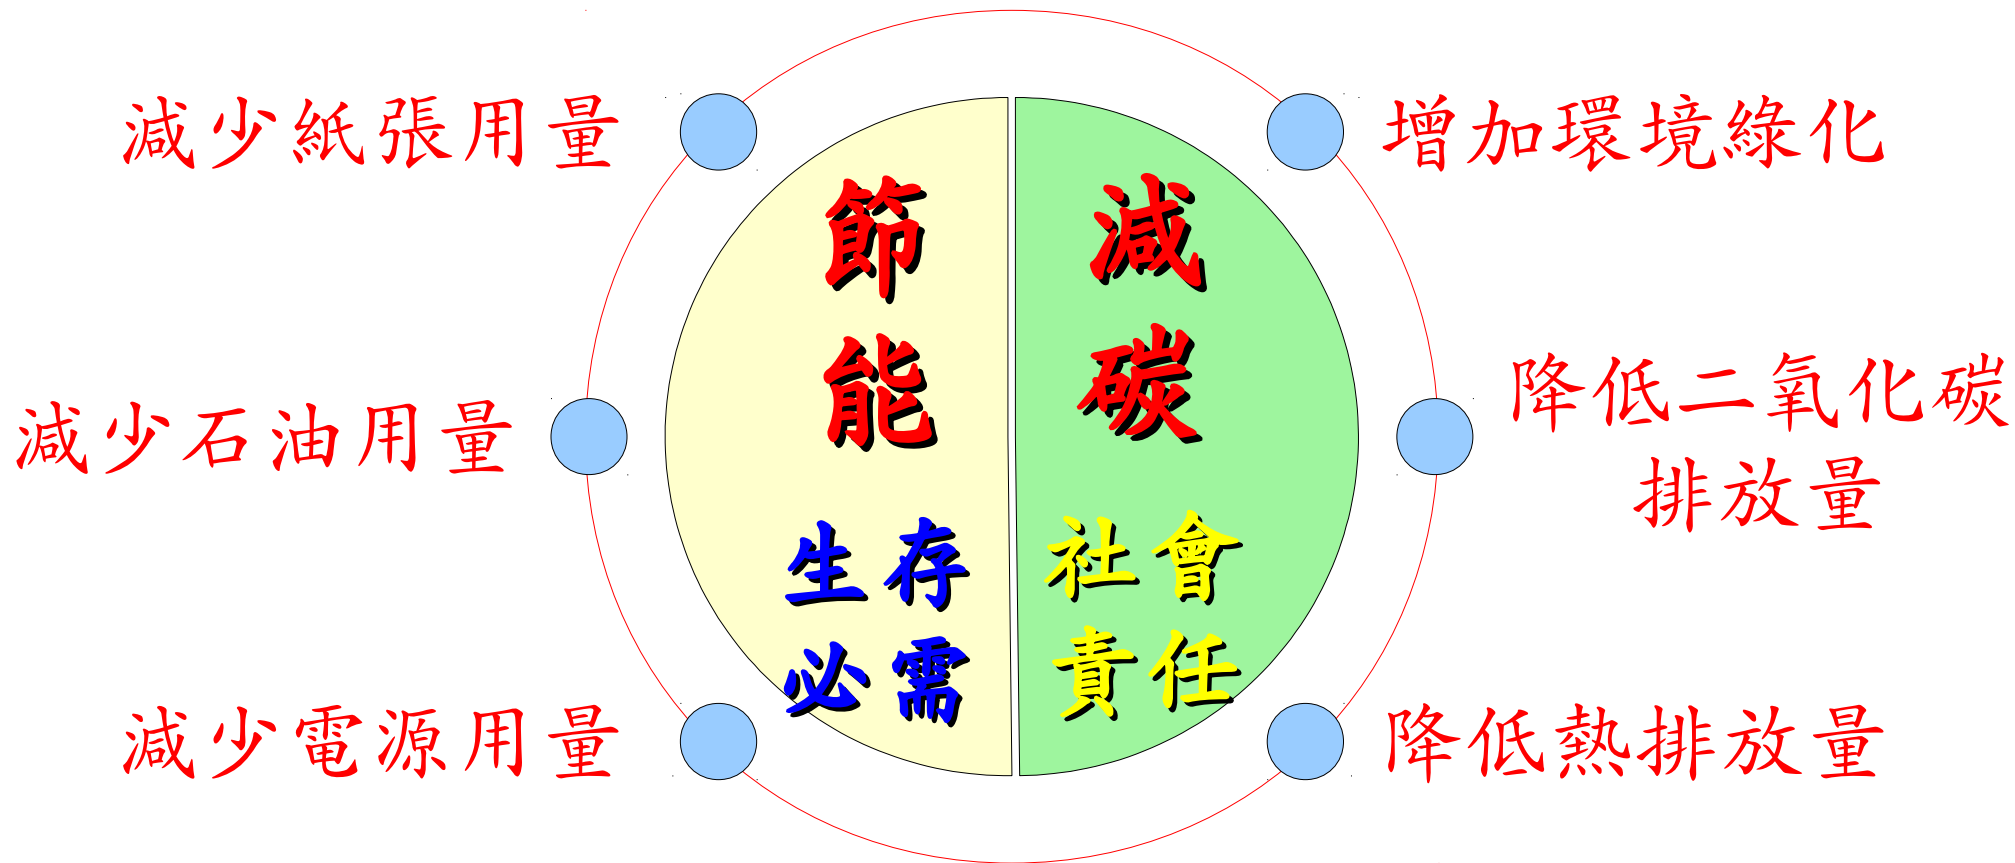 減少紙張用量
增加環境綠化
節能
減碳
減少石油用量
降低二氧化碳
排放量
生存
必需
社會
責任
減少電源用量
降低熱排放量